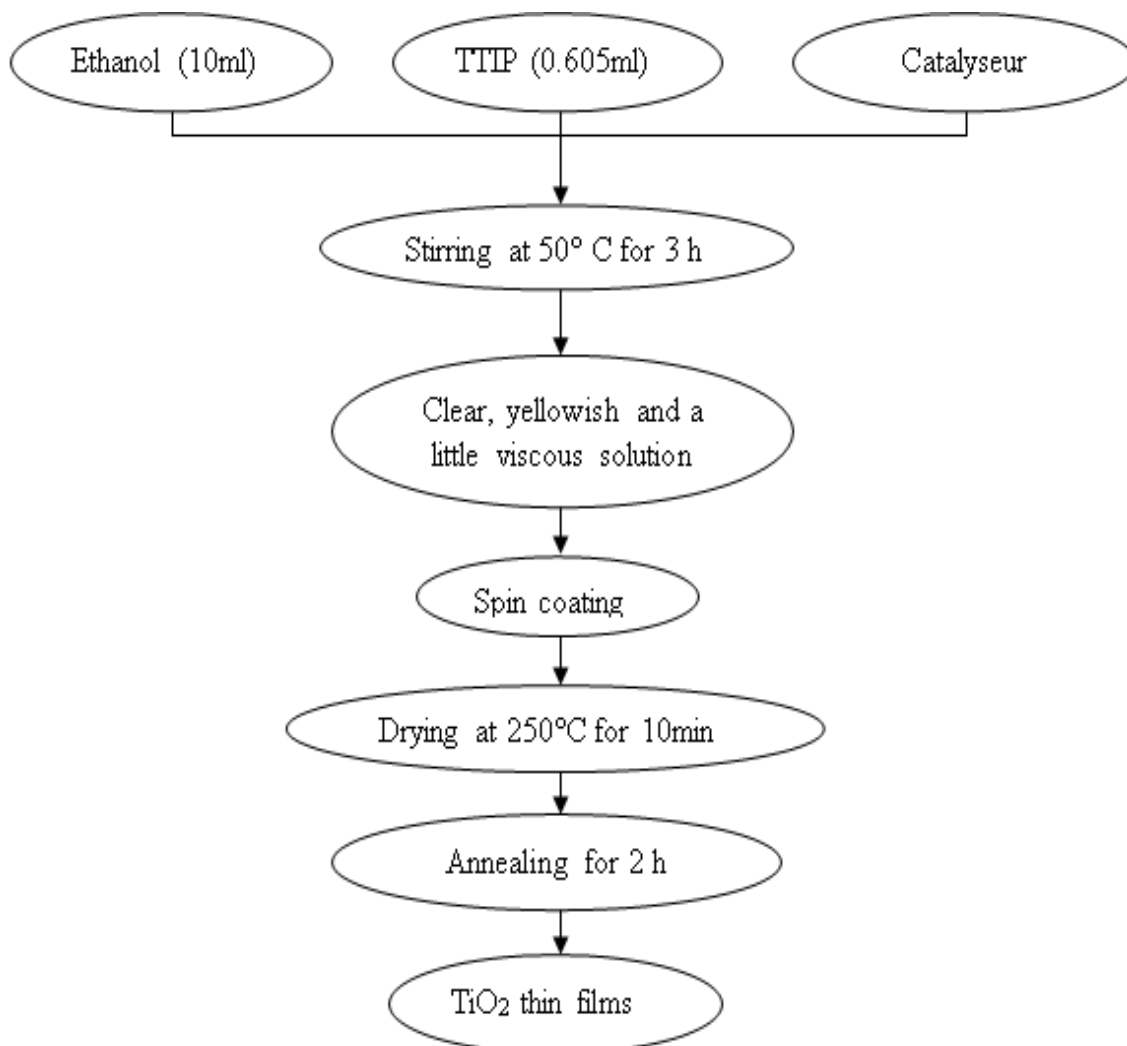 Ethanol (10ml)
TTIP (0.605ml)
Catalyseur
Stirring at 50° C for 3 h
Clear, yellowish and a
little viscous solution
Spin coating
Drying at 250°C for 10min
Annealing for 2 h
TiO₂ thin films